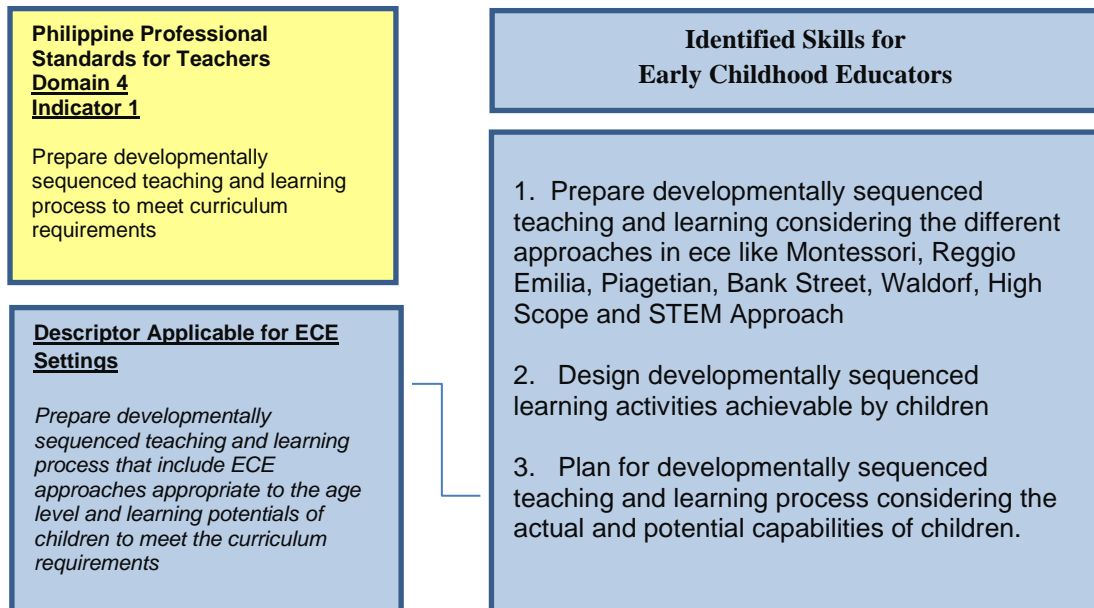 Philippine Professional
Standards for Teachers
Domain 4
Indicator 1
Prepare developmentally
sequenced teaching and learning
process to meet curriculum
requirements
Descriptor Applicable for ECE
Settings
Prepare developmentally
sequenced teaching and learning
process that include ECE
approaches appropriate to the age
level and learning potentials of
children to meet the curriculum
requirements
Identified Skills for
Early Childhood Educators
1. Prepare developmentally sequenced
teaching and learning considering the different
approaches in ece like Montessori, Reggio
Emilia, Piagetian, Bank Street, Waldorf, High
Scope and STEM Approach
2. Design developmentally sequenced
learning activities achievable by children
3. Plan for developmentally sequenced
teaching and learning process considering the
actual and potential capabilities of children.